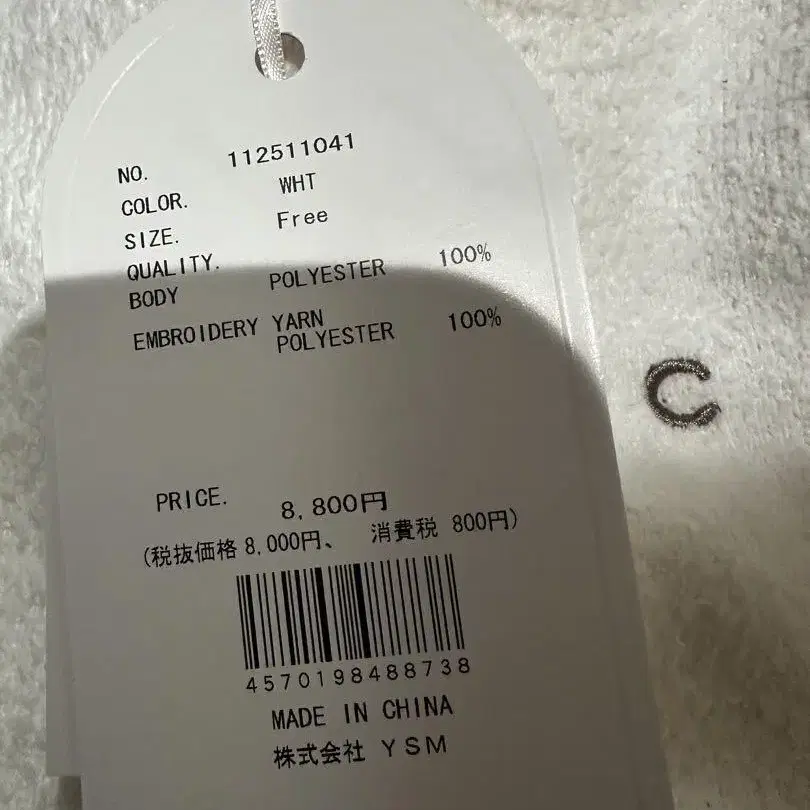 NO. 112511041
COLOR. WHT
SIZE. Free
QUALITY.
BODY POLYESTER 100%
EMBROIDERY YARN
POLYESTER 100%
PRICE. 8,800円
(税抜価格 8,000円、 消費税 800円)
4570198488738
MADE IN CHINA
株式会社 YSM
C